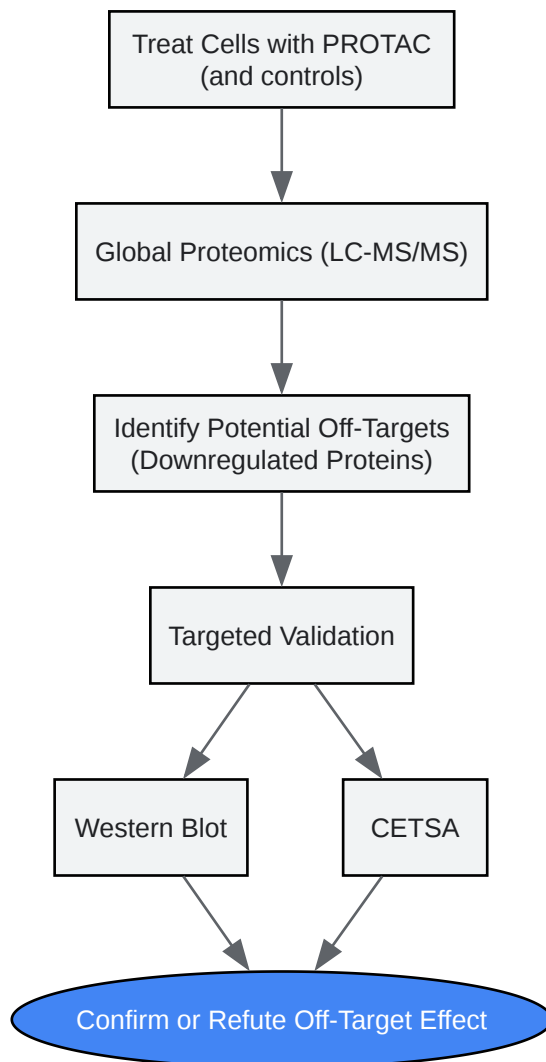 Treat Cells with PROTAC
(and controls)
Global Proteomics (LC-MS/MS)
Identify Potential Off-Targets
(Downregulated Proteins)
Targeted Validation
Western Blot
CETSA
Confirm or Refute Off-Target Effect